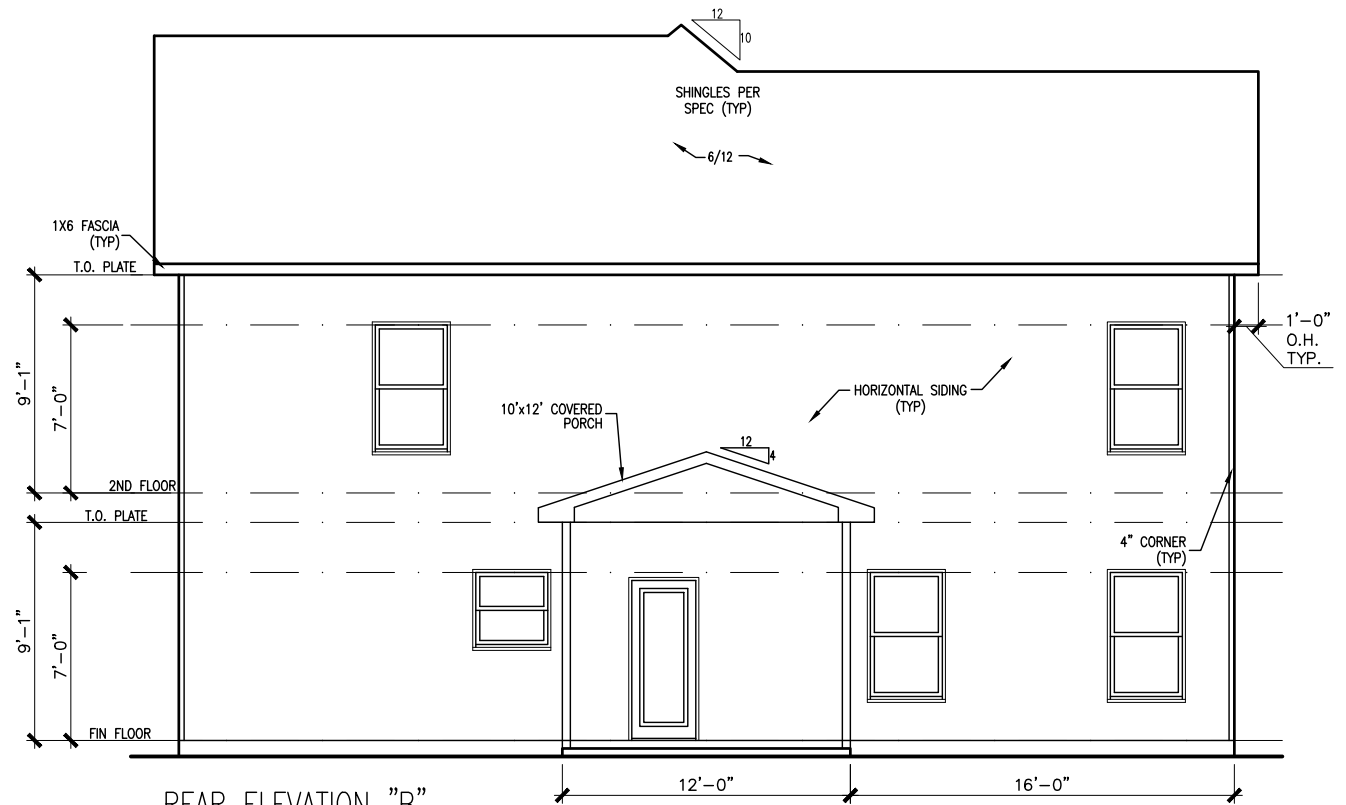 12
10
SHINGLES PER
SPEC (TYP)
6/12
1X6 FASCIA
(TYP)
T.O. PLATE
1'-0"
O.H.
TYP.
9'-1"
7'-0"
HORIZONTAL SIDING
(TYP)
10'x12' COVERED
PORCH
12
4
2ND FLOOR
T.O. PLATE
4" CORNER
(TYP)
9'-1"
7'-0"
FIN FLOOR
12'-0"
16'-0"
REAR ELEVATION "B"